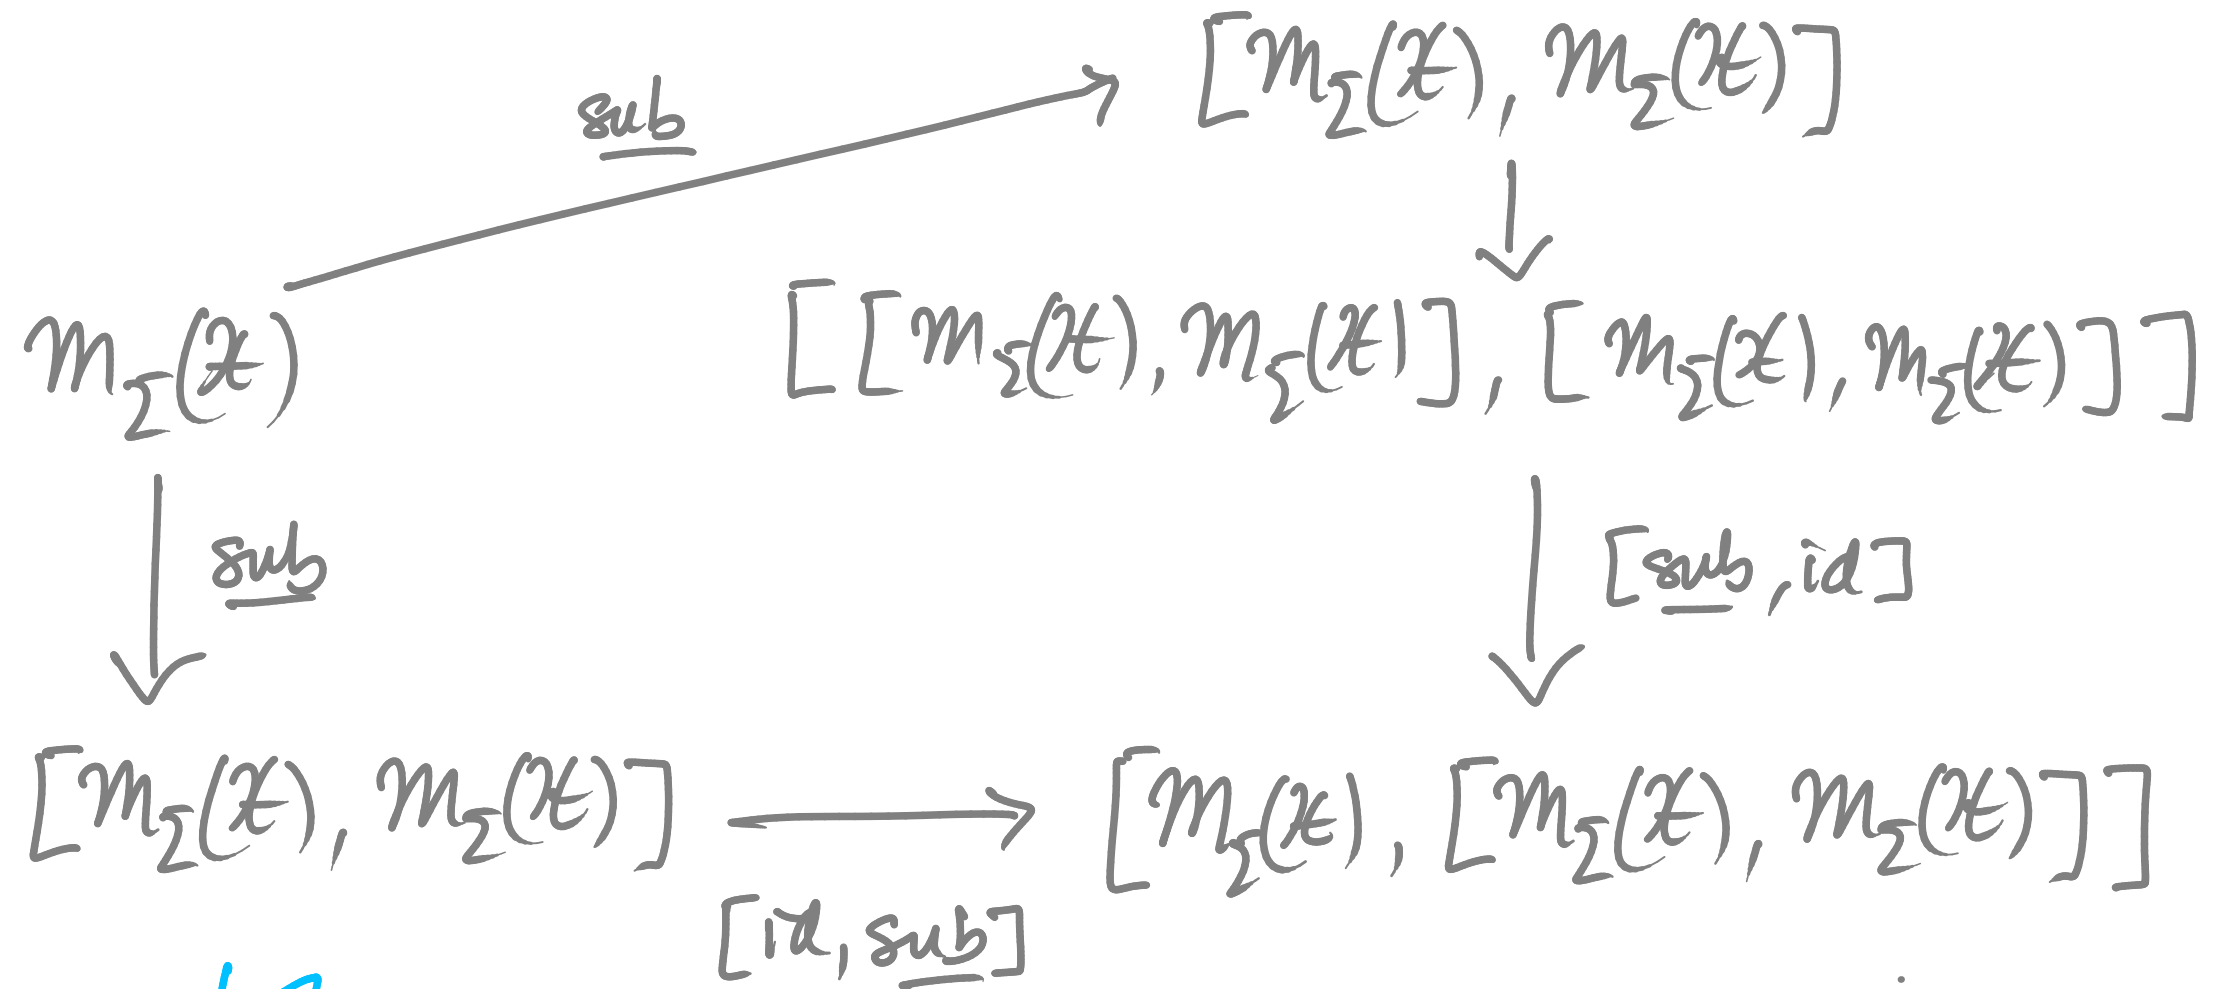 [𝓜_Σ(𝒳), 𝓜_Σ(𝒳)]
sub
𝓜_Σ(𝒳)
[[𝓜_Σ(𝒳), 𝓜_Σ(𝒳)], [𝓜_Σ(𝒳), 𝓜_Σ(𝒳)]]
sub
[sub, id]
[𝓜_Σ(𝒳), 𝓜_Σ(𝒳)]
[𝓜_Σ(𝒳), [𝓜_Σ(𝒳), 𝓜_Σ(𝒳)]]
[id, sub]